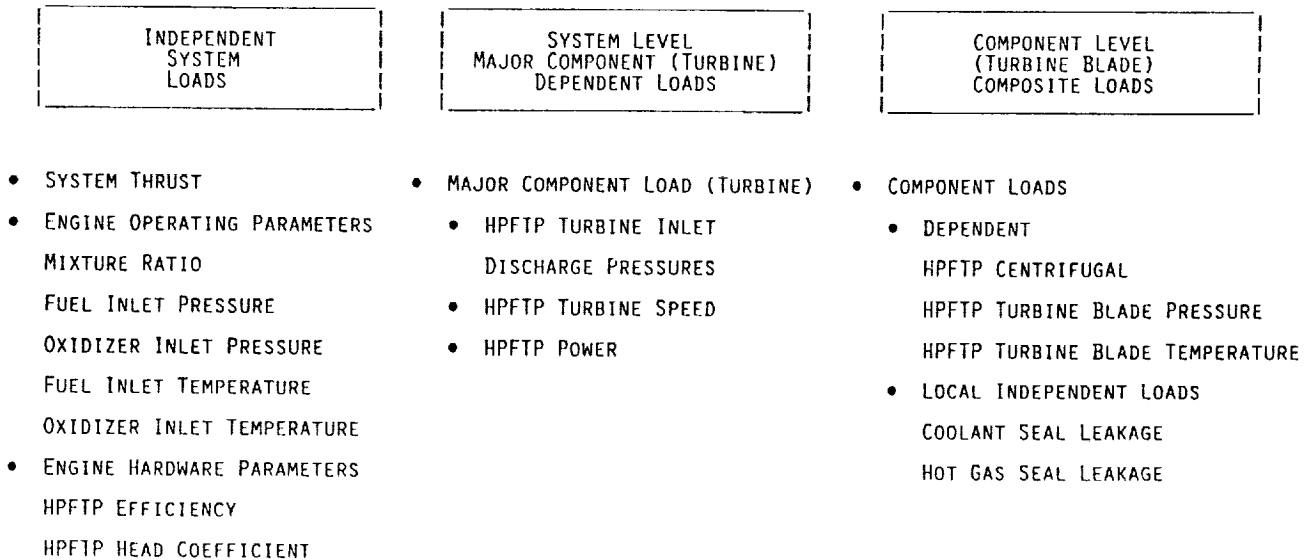 INDEPENDENT
SYSTEM
LOADS
SYSTEM LEVEL
MAJOR COMPONENT (TURBINE)
DEPENDENT LOADS
COMPONENT LEVEL
(TURBINE BLADE)
COMPOSITE LOADS
• SYSTEM THRUST
• ENGINE OPERATING PARAMETERS
MIXTURE RATIO
FUEL INLET PRESSURE
OXIDIZER INLET PRESSURE
FUEL INLET TEMPERATURE
OXIDIZER INLET TEMPERATURE
• ENGINE HARDWARE PARAMETERS
HPFTP EFFICIENCY
HPFTP HEAD COEFFICIENT
• MAJOR COMPONENT LOAD (TURBINE)
• HPFTP TURBINE INLET
DISCHARGE PRESSURES
• HPFTP TURBINE SPEED
• HPFTP POWER
• COMPONENT LOADS
• DEPENDENT
HPFTP CENTRIFUGAL
HPFTP TURBINE BLADE PRESSURE
HPFTP TURBINE BLADE TEMPERATURE
• LOCAL INDEPENDENT LOADS
COOLANT SEAL LEAKAGE
HOT GAS SEAL LEAKAGE